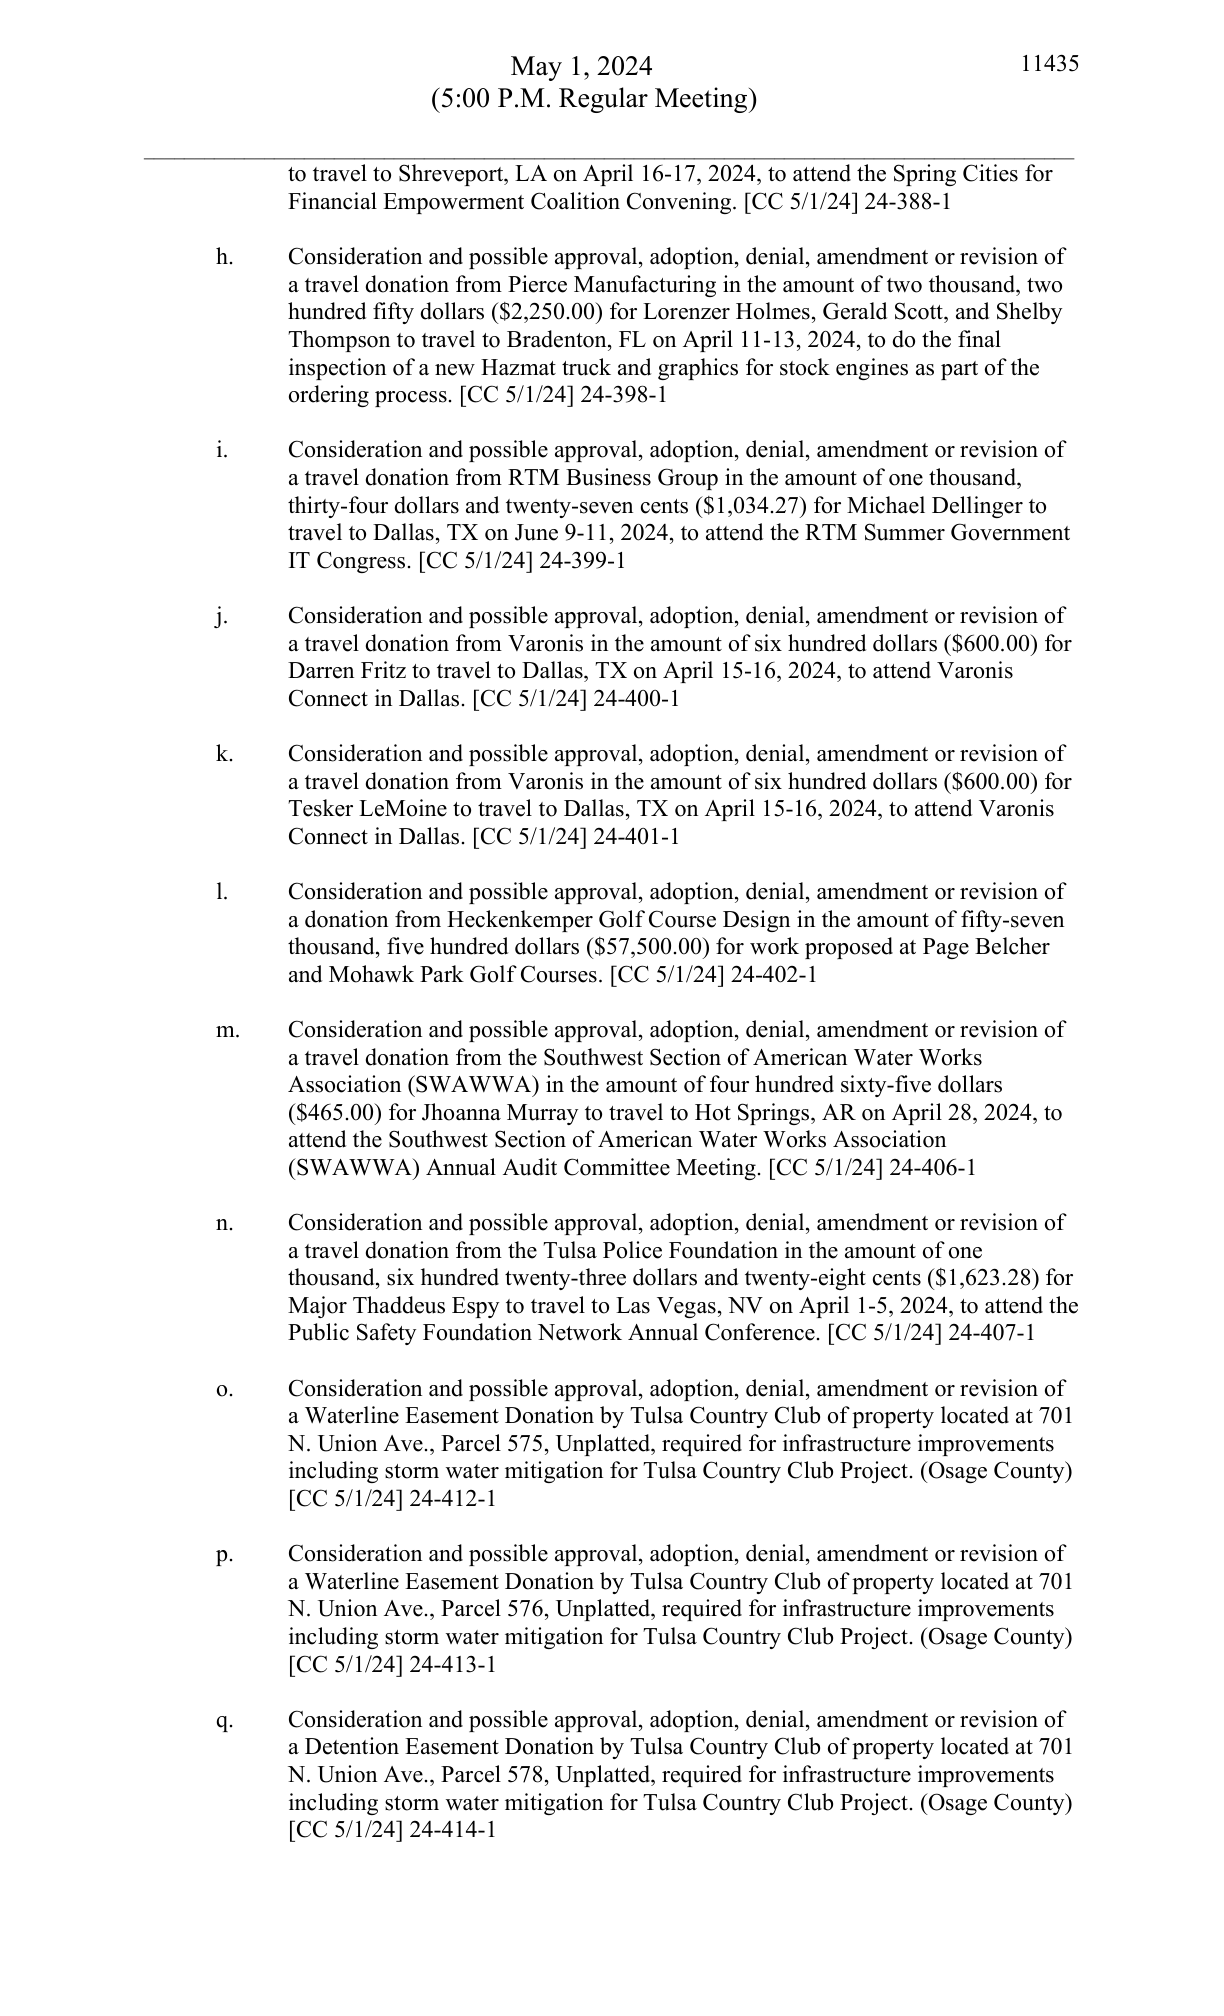 May 1, 2024
11435
(5:00 P.M. Regular Meeting)
to travel to Shreveport, LA on April 16-17, 2024, to attend the Spring Cities for
Financial Empowerment Coalition Convening. [CC 5/1/24] 24-388-1
h. Consideration and possible approval, adoption, denial, amendment or revision of
a travel donation from Pierce Manufacturing in the amount of two thousand, two
hundred fifty dollars ($2,250.00) for Lorenzer Holmes, Gerald Scott, and Shelby
Thompson to travel to Bradenton, FL on April 11-13, 2024, to do the final
inspection of a new Hazmat truck and graphics for stock engines as part of the
ordering process. [CC 5/1/24] 24-398-1
i. Consideration and possible approval, adoption, denial, amendment or revision of
a travel donation from RTM Business Group in the amount of one thousand,
thirty-four dollars and twenty-seven cents ($1,034.27) for Michael Dellinger to
travel to Dallas, TX on June 9-11, 2024, to attend the RTM Summer Government
IT Congress. [CC 5/1/24] 24-399-1
j. Consideration and possible approval, adoption, denial, amendment or revision of
a travel donation from Varonis in the amount of six hundred dollars ($600.00) for
Darren Fritz to travel to Dallas, TX on April 15-16, 2024, to attend Varonis
Connect in Dallas. [CC 5/1/24] 24-400-1
k. Consideration and possible approval, adoption, denial, amendment or revision of
a travel donation from Varonis in the amount of six hundred dollars ($600.00) for
Tesker LeMoine to travel to Dallas, TX on April 15-16, 2024, to attend Varonis
Connect in Dallas. [CC 5/1/24] 24-401-1
l. Consideration and possible approval, adoption, denial, amendment or revision of
a donation from Heckenkemper Golf Course Design in the amount of fifty-seven
thousand, five hundred dollars ($57,500.00) for work proposed at Page Belcher
and Mohawk Park Golf Courses. [CC 5/1/24] 24-402-1
m. Consideration and possible approval, adoption, denial, amendment or revision of
a travel donation from the Southwest Section of American Water Works
Association (SWAWWA) in the amount of four hundred sixty-five dollars
($465.00) for Jhoanna Murray to travel to Hot Springs, AR on April 28, 2024, to
attend the Southwest Section of American Water Works Association
(SWAWWA) Annual Audit Committee Meeting. [CC 5/1/24] 24-406-1
n. Consideration and possible approval, adoption, denial, amendment or revision of
a travel donation from the Tulsa Police Foundation in the amount of one
thousand, six hundred twenty-three dollars and twenty-eight cents ($1,623.28) for
Major Thaddeus Espy to travel to Las Vegas, NV on April 1-5, 2024, to attend the
Public Safety Foundation Network Annual Conference. [CC 5/1/24] 24-407-1
o. Consideration and possible approval, adoption, denial, amendment or revision of
a Waterline Easement Donation by Tulsa Country Club of property located at 701
N. Union Ave., Parcel 575, Unplatted, required for infrastructure improvements
including storm water mitigation for Tulsa Country Club Project. (Osage County)
[CC 5/1/24] 24-412-1
p. Consideration and possible approval, adoption, denial, amendment or revision of
a Waterline Easement Donation by Tulsa Country Club of property located at 701
N. Union Ave., Parcel 576, Unplatted, required for infrastructure improvements
including storm water mitigation for Tulsa Country Club Project. (Osage County)
[CC 5/1/24] 24-413-1
q. Consideration and possible approval, adoption, denial, amendment or revision of
a Detention Easement Donation by Tulsa Country Club of property located at 701
N. Union Ave., Parcel 578, Unplatted, required for infrastructure improvements
including storm water mitigation for Tulsa Country Club Project. (Osage County)
[CC 5/1/24] 24-414-1